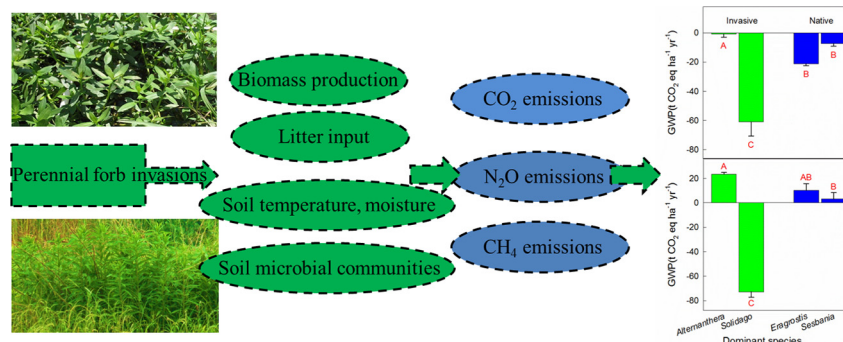 Perennial forb invasions
Biomass production
Litter input
Soil temperature, moisture
Soil microbial communities
CO₂ emissions
N₂O emissions
CH₄ emissions
Invasive Native
GWP(t CO₂ eq ha⁻¹ yr⁻¹)
0
-20
-40
-60
-80
A
C
B
B
GWP(t CO₂ eq ha⁻¹ yr⁻¹)
20
0
-20
-40
-60
-80
A
C
AB
B
Alternanthera
Solidago
Eragrostis
Sesbania
Dominant species